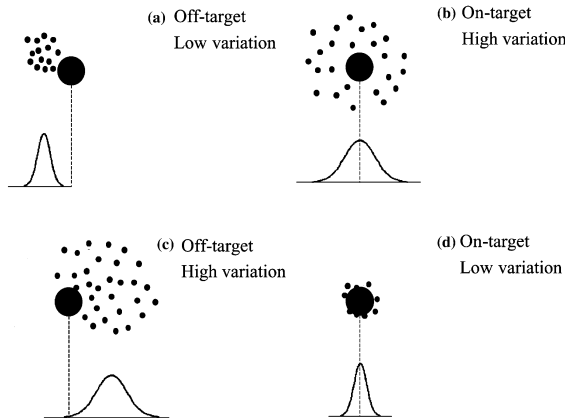 (a) Off-target
Low variation
(b) On-target
High variation
(c) Off-target
High variation
(d) On-target
Low variation